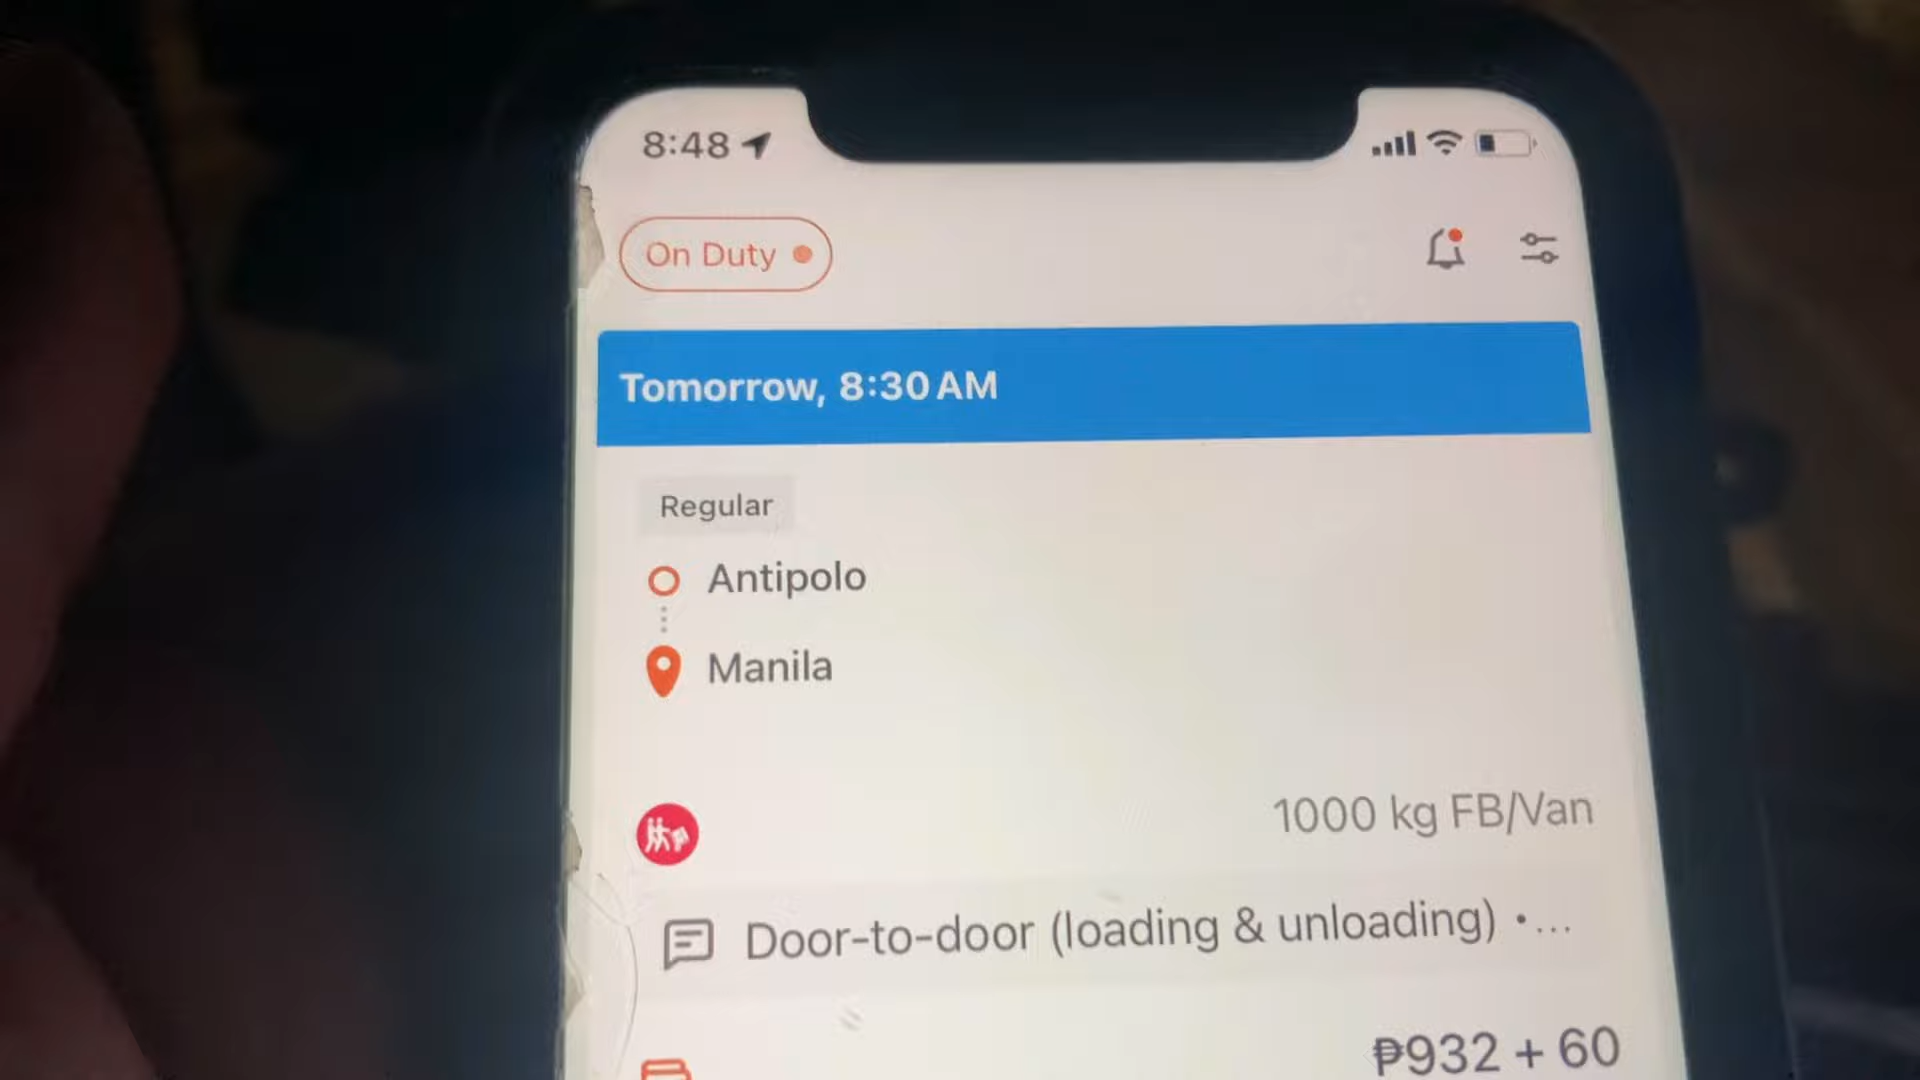 8:48
On Duty
Tomorrow, 8:30 AM
Regular
Antipolo
Manila
1000 kg FB/Van
Door-to-door (loading & unloading) •...
₱932 + 60